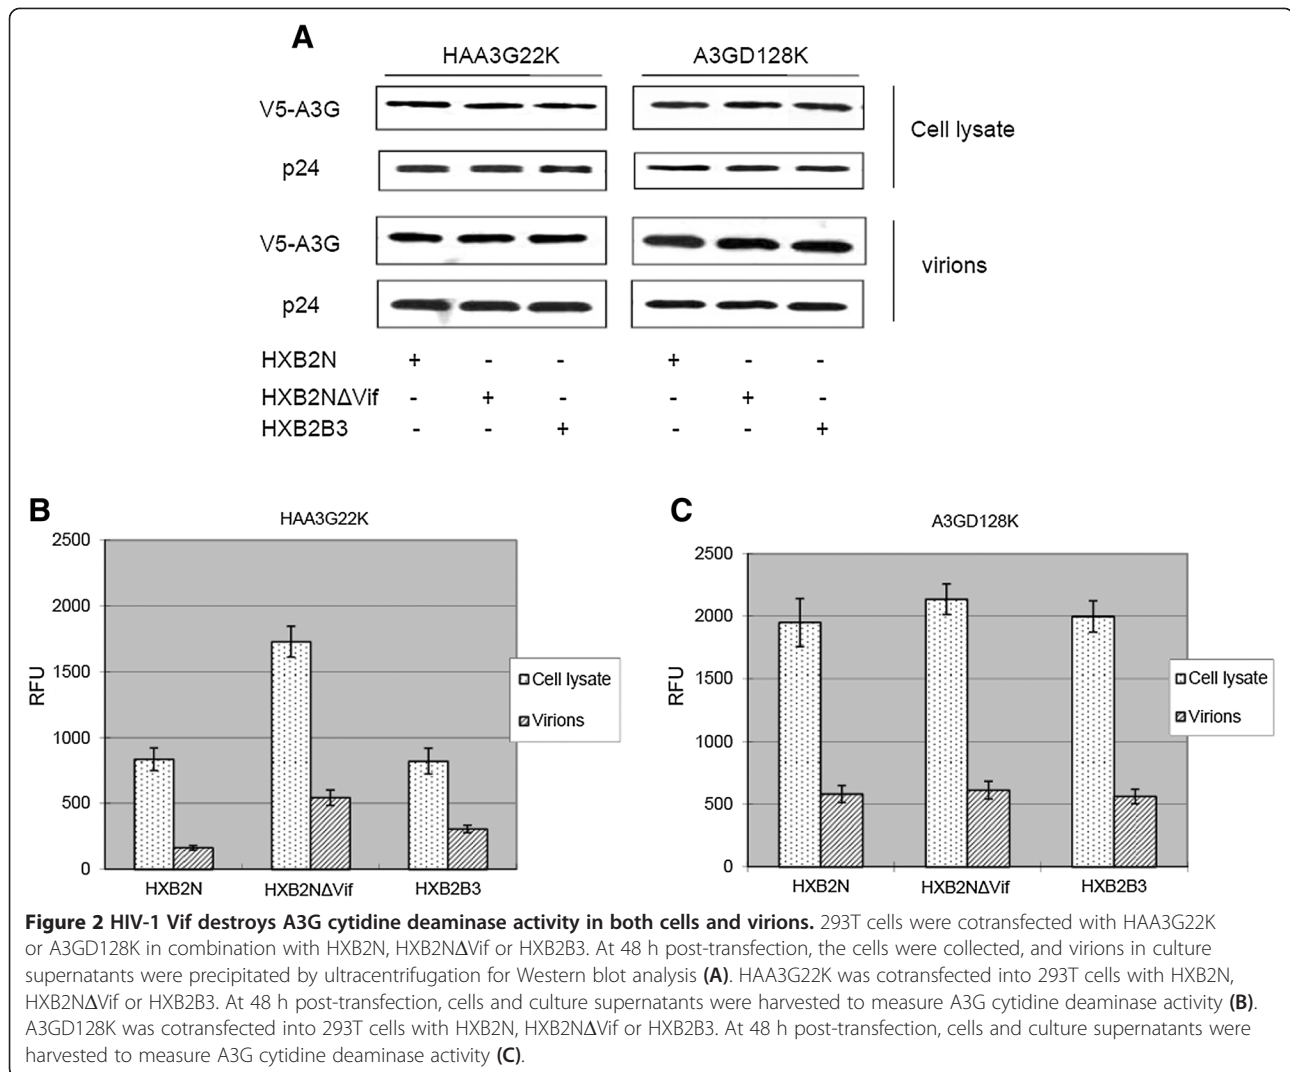 A
HAA3G22K A3GD128K
V5-A3G
Cell lysate
p24
V5-A3G
virions
p24
HXB2N + - - + - -
HXB2NΔVif - + - - + -
HXB2B3 - - + - - +
B
HAA3G22K
2500
2000
1500
1000
500
0
RFU
Cell lysate
Virions
HXB2N HXB2NΔVif HXB2B3
C
A3GD128K
2500
2000
1500
1000
500
0
RFU
Cell lysate
Virions
HXB2N HXB2NΔVif HXB2B3
Figure 2 HIV-1 Vif destroys A3G cytidine deaminase activity in both cells and virions. 293T cells were cotransfected with HAA3G22K
or A3GD128K in combination with HXB2N, HXB2NΔVif or HXB2B3. At 48 h post-transfection, the cells were collected, and virions in culture
supernatants were precipitated by ultracentrifugation for Western blot analysis (A). HAA3G22K was cotransfected into 293T cells with HXB2N,
HXB2NΔVif or HXB2B3. At 48 h post-transfection, cells and culture supernatants were harvested to measure A3G cytidine deaminase activity (B).
A3GD128K was cotransfected into 293T cells with HXB2N, HXB2NΔVif or HXB2B3. At 48 h post-transfection, cells and culture supernatants were
harvested to measure A3G cytidine deaminase activity (C).